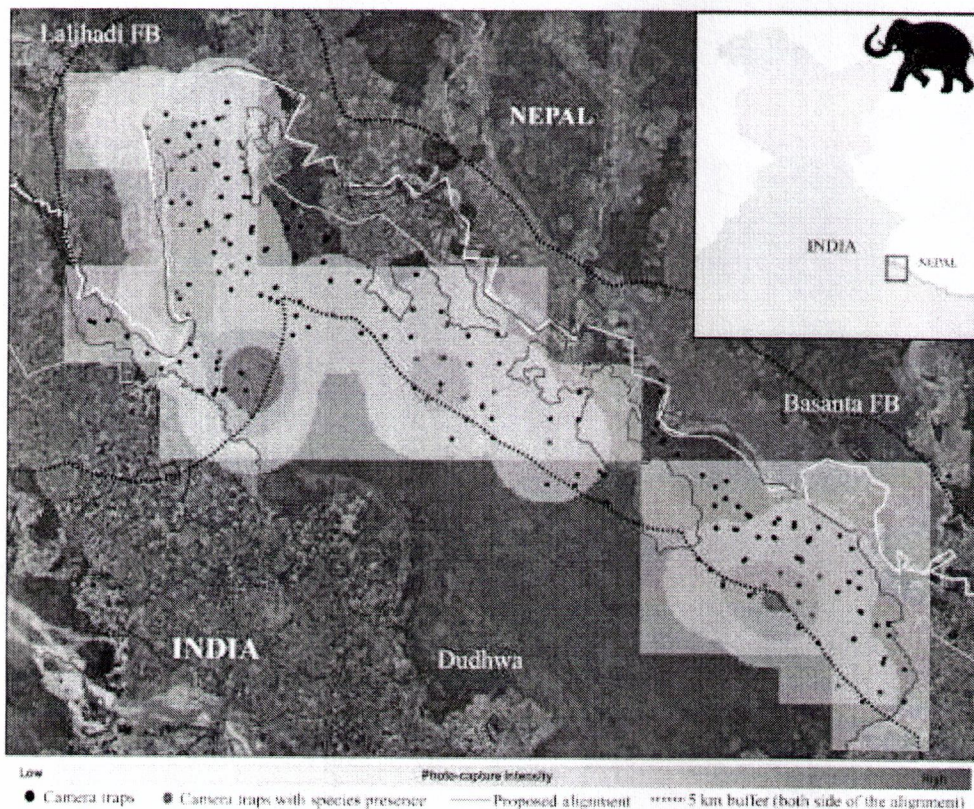 Laljhadi FB
NEPAL
INDIA
NEPAL
Basanta FB
INDIA
Dudhwa
Low
Photo-capture intensity
High
Camera traps
Camera traps with species presence
Proposed alignment
5 km buffer (both side of the alignment)